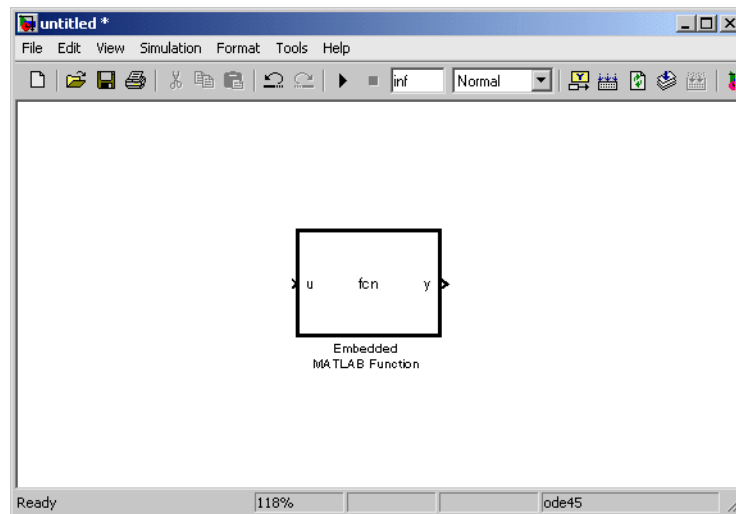 untitled *
File Edit View Simulation Format Tools Help
inf Normal
u fcn y
Embedded
MATLAB Function
Ready 118% ode45